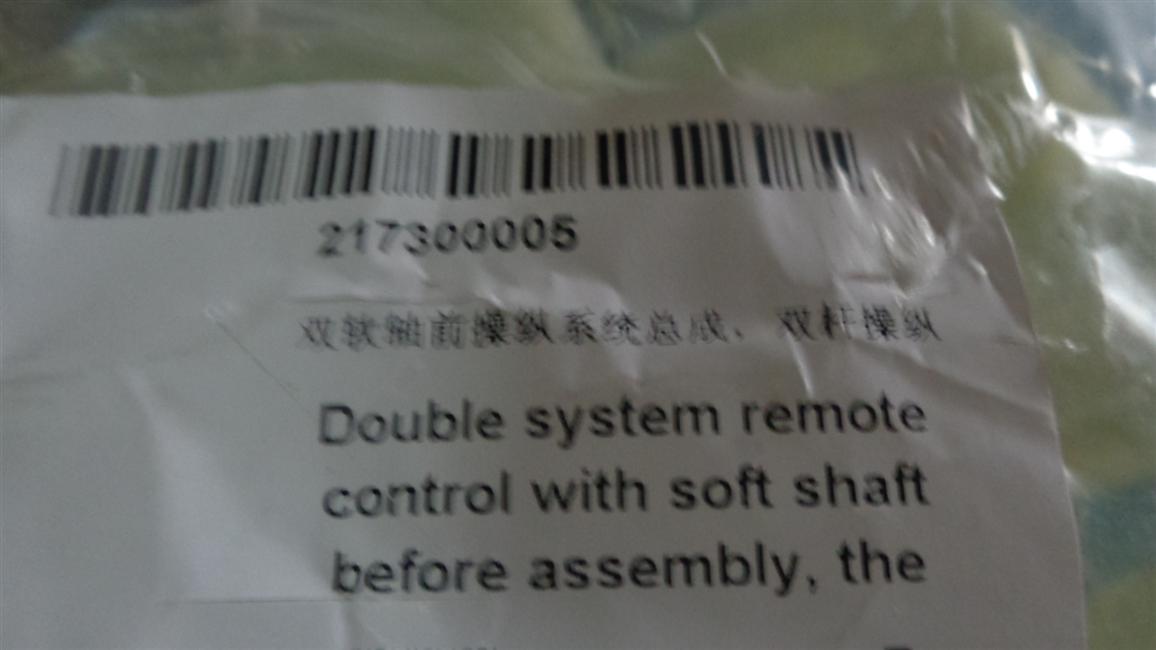 217300005
双软轴前操纵系统总成、双杆操纵
Double system remote
control with soft shaft
before assembly, the